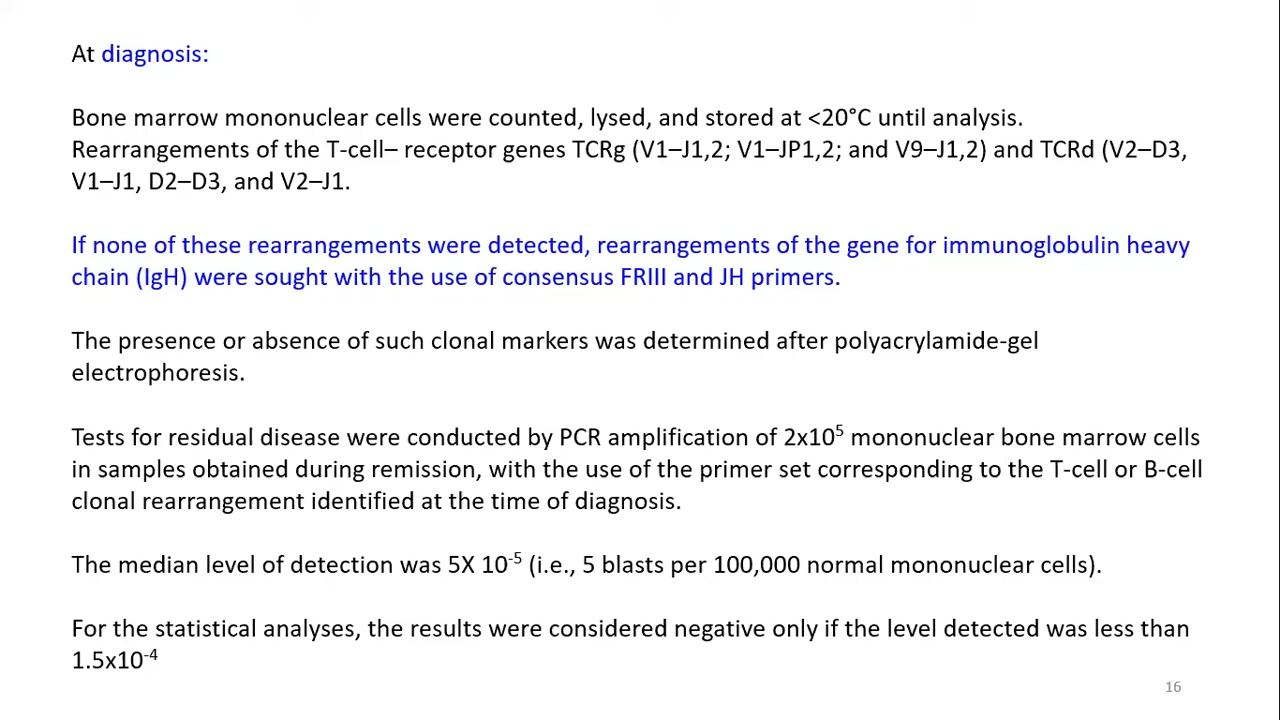 At diagnosis:
Bone marrow mononuclear cells were counted, lysed, and stored at <20°C until analysis.
Rearrangements of the T-cell– receptor genes TCRg (V1–J1,2; V1–JP1,2; and V9–J1,2) and TCRd (V2–D3,
V1–J1, D2–D3, and V2–J1.
If none of these rearrangements were detected, rearrangements of the gene for immunoglobulin heavy
chain (IgH) were sought with the use of consensus FRIII and JH primers.
The presence or absence of such clonal markers was determined after polyacrylamide-gel
electrophoresis.
Tests for residual disease were conducted by PCR amplification of 2x10⁵ mononuclear bone marrow cells
in samples obtained during remission, with the use of the primer set corresponding to the T-cell or B-cell
clonal rearrangement identified at the time of diagnosis.
The median level of detection was 5X 10⁻⁵ (i.e., 5 blasts per 100,000 normal mononuclear cells).
For the statistical analyses, the results were considered negative only if the level detected was less than
1.5x10⁻⁴
16